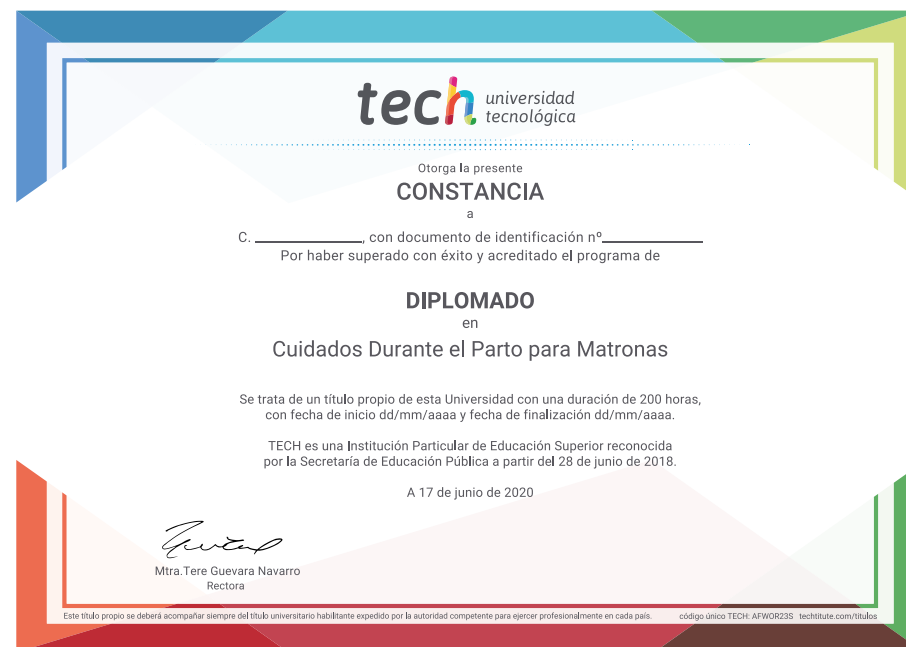 tech universidad
tecnológica
Otorga la presente
CONSTANCIA
a
C. ____________, con documento de identificación nº____________
Por haber superado con éxito y acreditado el programa de
DIPLOMADO
en
Cuidados Durante el Parto para Matronas
Se trata de un título propio de esta Universidad con una duración de 200 horas,
con fecha de inicio dd/mm/aaaa y fecha de finalización dd/mm/aaaa.
TECH es una Institución Particular de Educación Superior reconocida
por la Secretaría de Educación Pública a partir del 28 de junio de 2018.
A 17 de junio de 2020
Mtra.Tere Guevara Navarro
Rectora
Este título propio se deberá acompañar siempre del título universitario habilitante expedido por la autoridad competente para ejercer profesionalmente en cada país. código único TECH: AFWOR23S techtitute.com/titulos